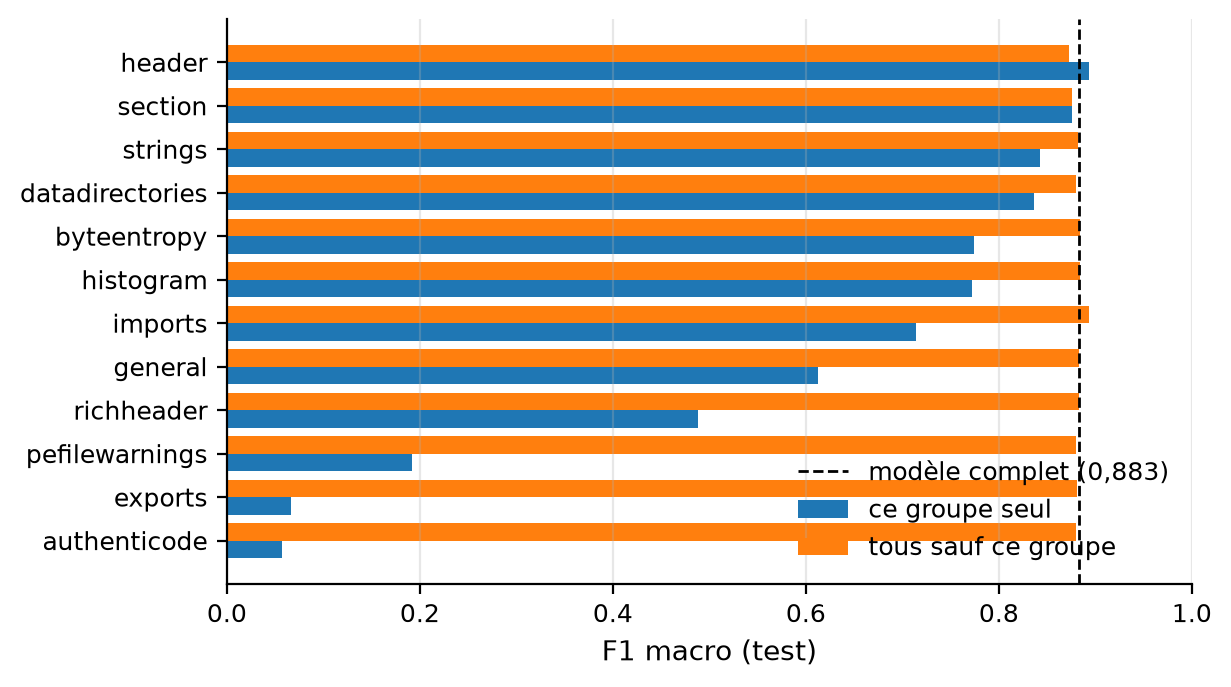 header
section
strings
datadirectories
byteentropy
histogram
imports
general
richheader
pefilewarnings
exports
authenticode
modèle complet (0,883)
ce groupe seul
tous sauf ce groupe
0.0 0.2 0.4 0.6 0.8 1.0
F1 macro (test)